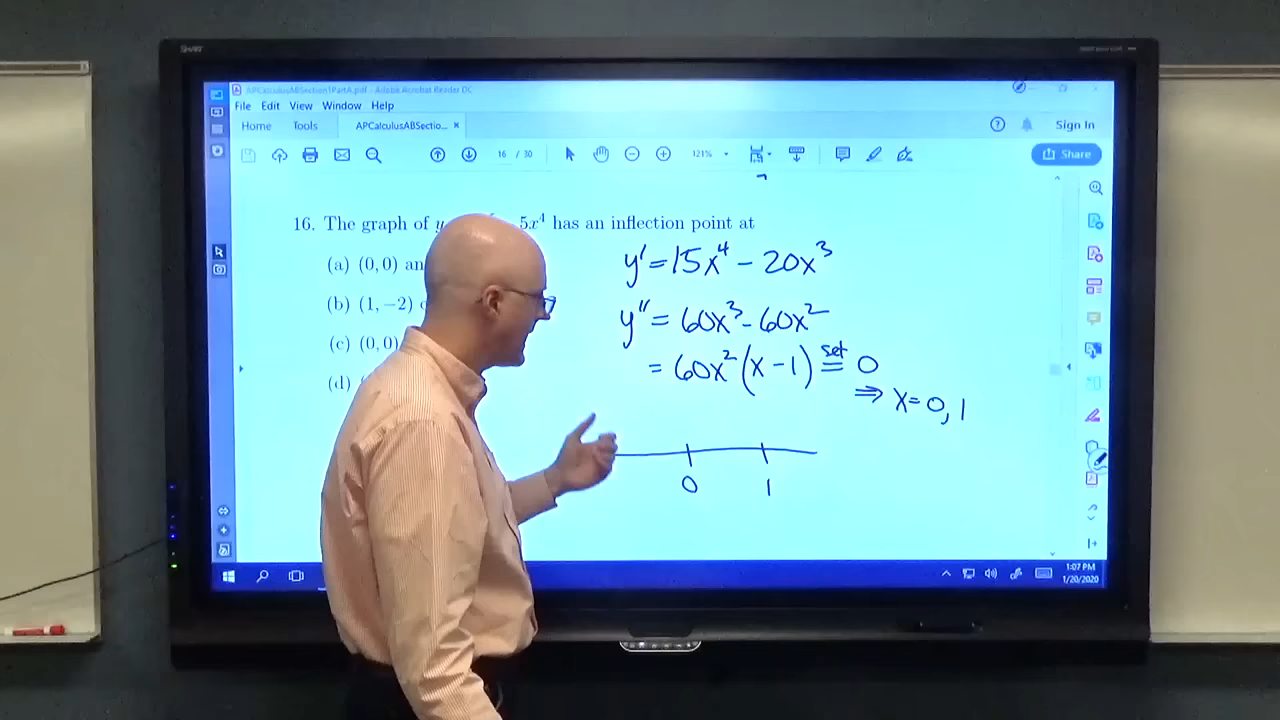 SMART
APCalculusABSection1PartA.pdf - Adobe Acrobat Reader DC
File Edit View Window Help
Home Tools APCalculusABSectio... × Sign In
16 / 30 121% Share
16. The graph of y 5x⁴ has an inflection point at
(a) (0, 0) an
(b) (1, −2)
(c) (0, 0)
(d)
y' = 15x⁴ − 20x³
y'' = 60x³ − 60x²
= 60x² (x − 1) set = 0
⇒ x = 0, 1
0 1
1:07 PM
1/20/2020